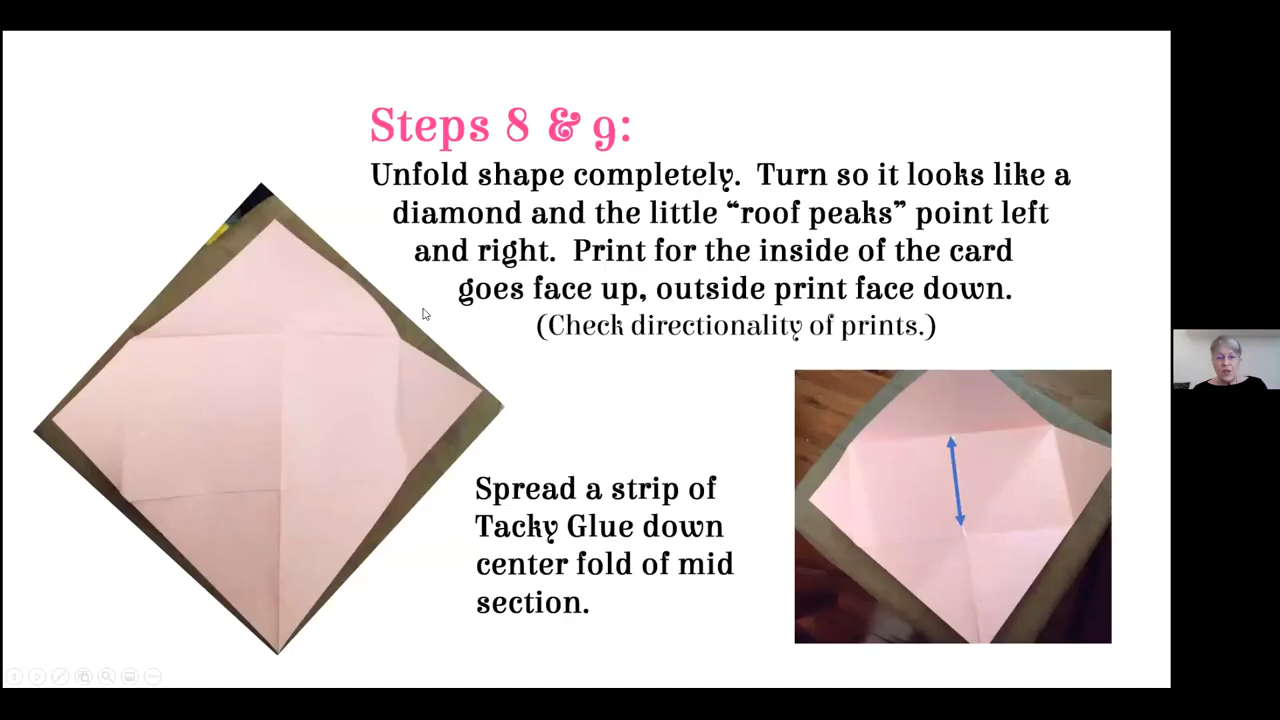 Steps 8 & 9:
Unfold shape completely.  Turn so it looks like a
diamond and the little “roof peaks” point left
and right.  Print for the inside of the card
goes face up, outside print face down.
(Check directionality of prints.)
Spread a strip of
Tacky Glue down
center fold of mid
section.